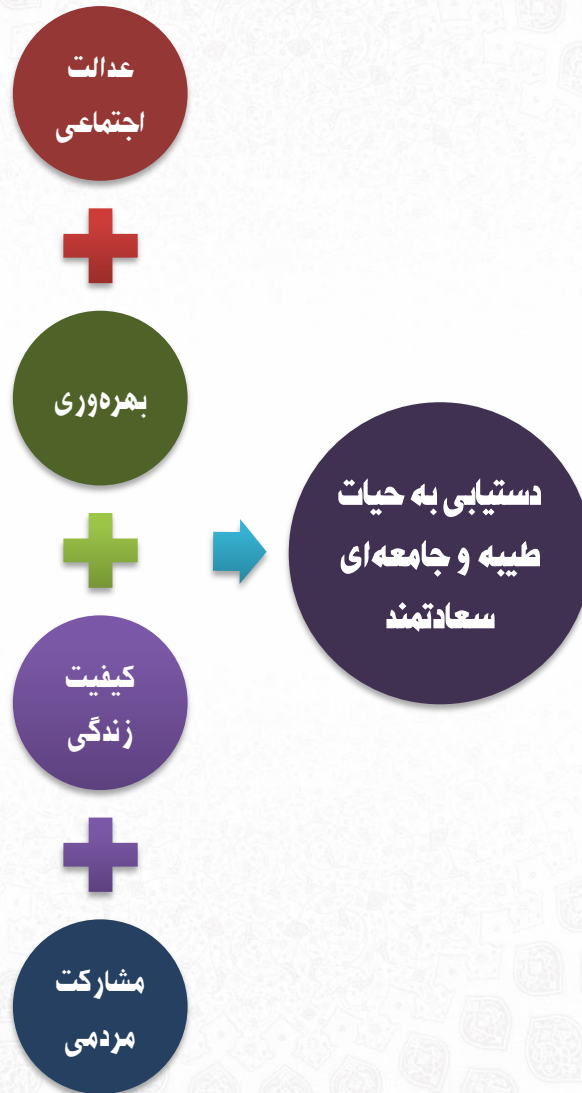 عدالت
اجتماعی
بهره‌وری
کیفیت
زندگی
مشارکت
مردمی
دستیابی به حیات
طیبه و جامعه‌ای
سعادتمند